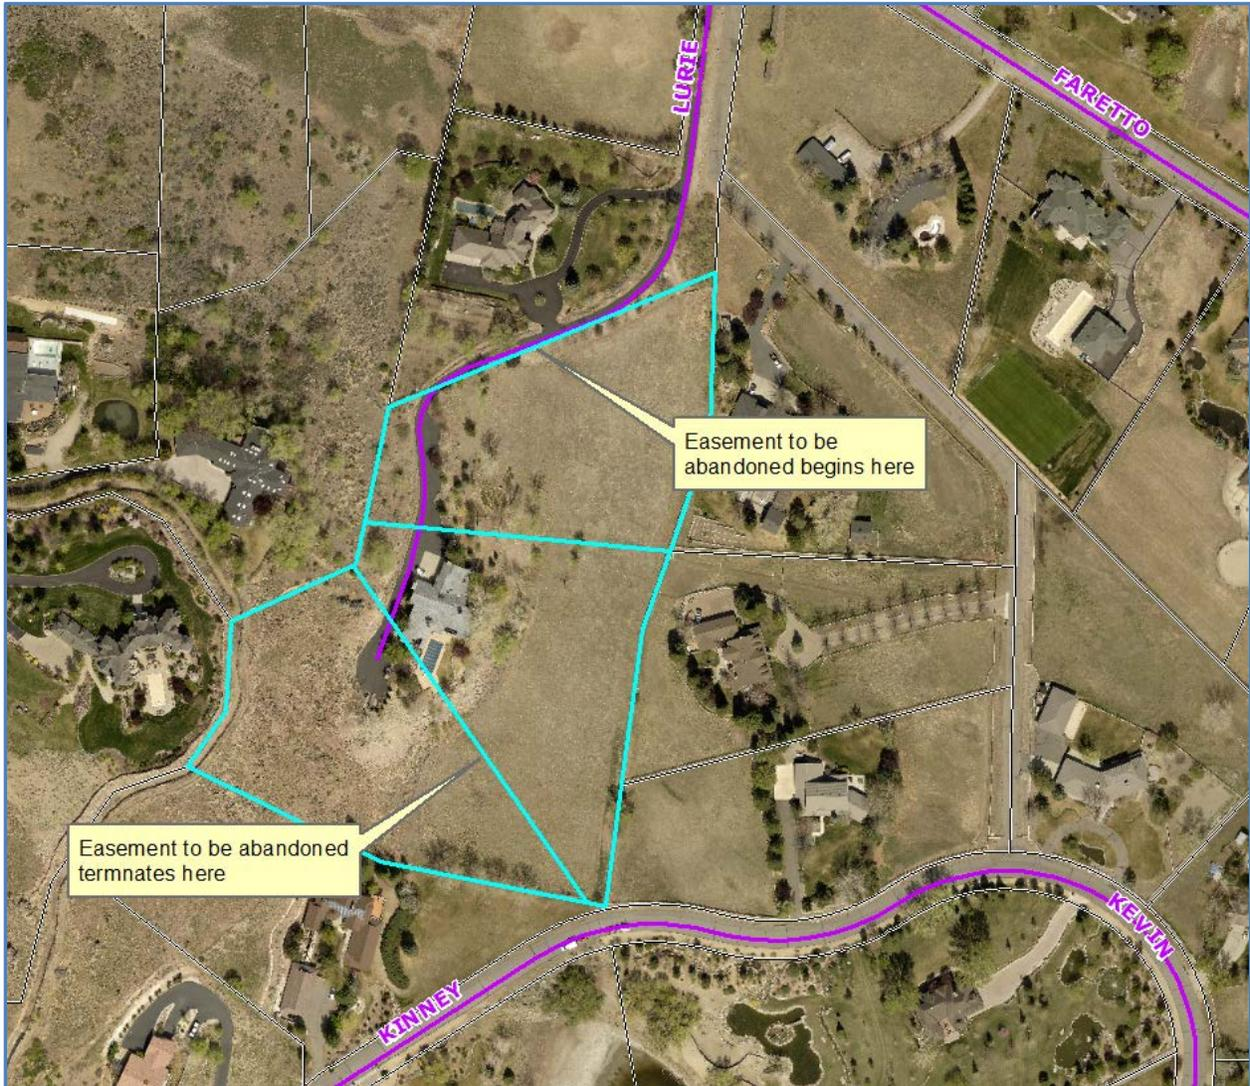 LURIE
FARETTO
Easement to be
abandoned begins here
Easement to be abandoned
termnates here
KEVIN
KINNEY